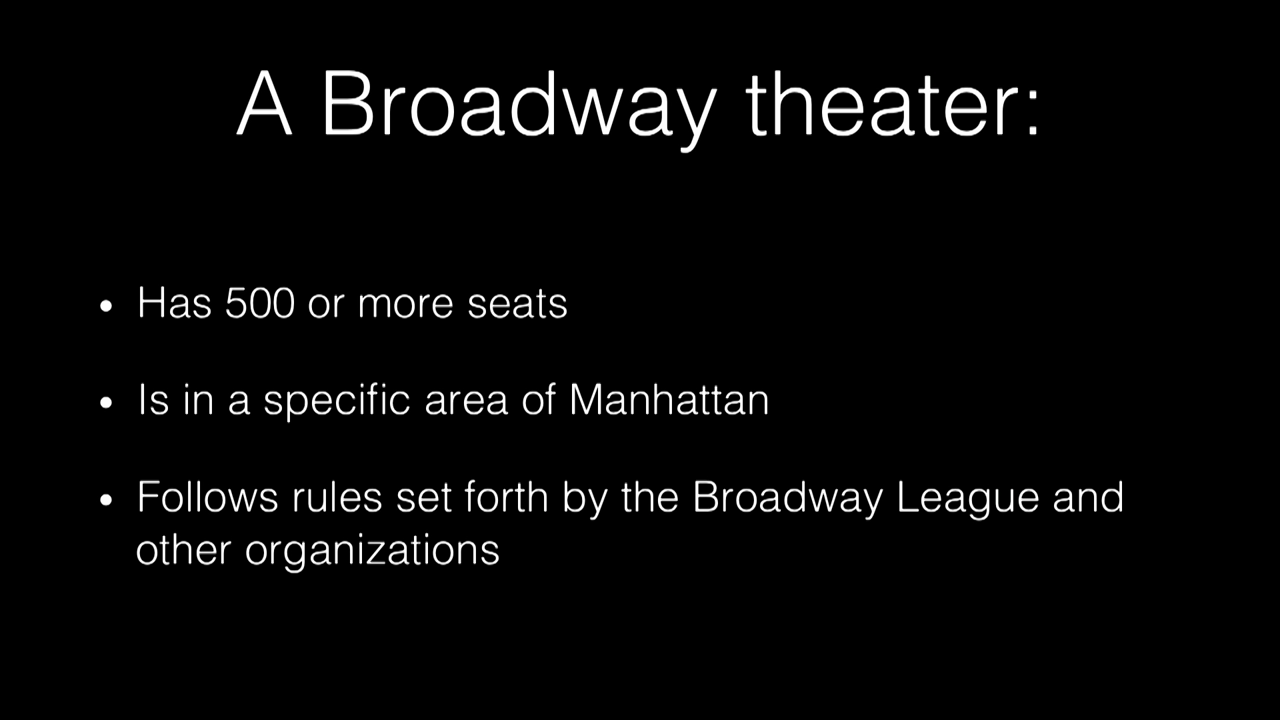 A Broadway theater:
• Has 500 or more seats
• Is in a specific area of Manhattan
• Follows rules set forth by the Broadway League and
other organizations